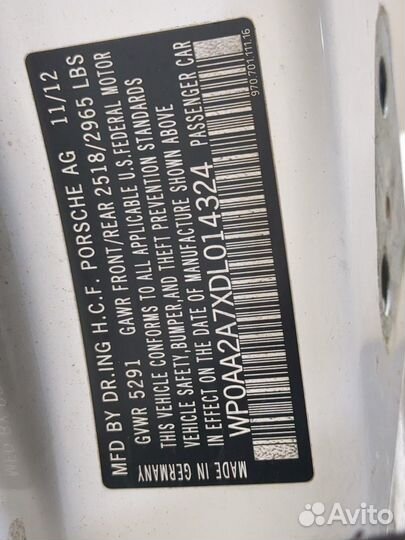 MFD BY DR.ING H.C.F. PORSCHE AG 11/12
GVWR 5291 GAWR FRONT/REAR 2518/2965 LBS
THIS VEHICLE CONFORMS TO ALL APPLICABLE U.S.FEDERAL MOTOR
VEHICLE SAFETY,BUMPER,AND THEFT PREVENTION STANDARDS
IN EFFECT ON THE DATE OF MANUFACTURE SHOWN ABOVE
WP0AA2A7XDL014324 PASSENGER CAR
MADE IN GERMANY
970.701.111.16
Avito